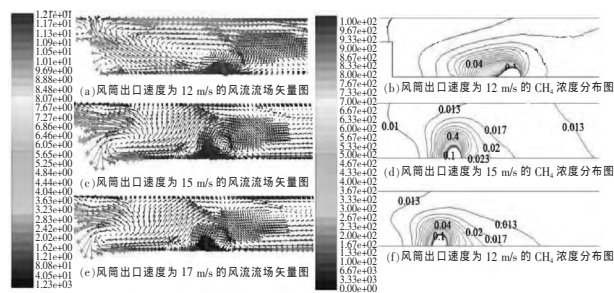 1.21e+01
1.17e+01
1.13e+01
1.09e+01
1.05e+01
1.01e+01
9.69e+00
9.88e+00
8.48e+00
8.07e+00
7.67e+00
7.27e+00
6.86e+00
6.46e+00
6.05e+00
5.65e+00
5.25e+00
4.84e+00
4.44e+00
4.04e+00
3.63e+00
3.23e+00
2.83e+00
2.42e+00
2.02e+00
1.62e+00
1.21e+00
8.08e+01
4.05e+01
1.23e+03
(a)风筒出口速度为 12 m/s 的风流流场矢量图
(c)风筒出口速度为 15 m/s 的风流流场矢量图
(e)风筒出口速度为 17 m/s 的风流流场矢量图
1.00e+02
9.67e+02
9.33e+02
9.00e+02
8.67e+02
8.33e+02
8.00e+02
7.67e+02
7.33e+02
7.00e+02
6.67e+02
6.33e+02
6.00e+02
5.67e+02
5.33e+02
5.00e+02
4.67e+02
4.33e+02
4.00e+02
3.67e+02
3.33e+02
3.00e+02
2.67e+02
2.33e+02
2.00e+02
1.67e+02
1.33e+02
1.00e+02
6.67e+03
3.33e+03
0.00e+00
0.04
0.1
(b)风筒出口速度为 12 m/s 的 CH₄ 浓度分布图
0.01
0.013
0.017
0.013
0.4
0.02
0.1
0.023
(d)风筒出口速度为 15 m/s 的 CH₄ 浓度分布图
0.013
0.013
0.04
0.1
0.02
0.017
(f)风筒出口速度为 12 m/s 的 CH₄ 浓度分布图